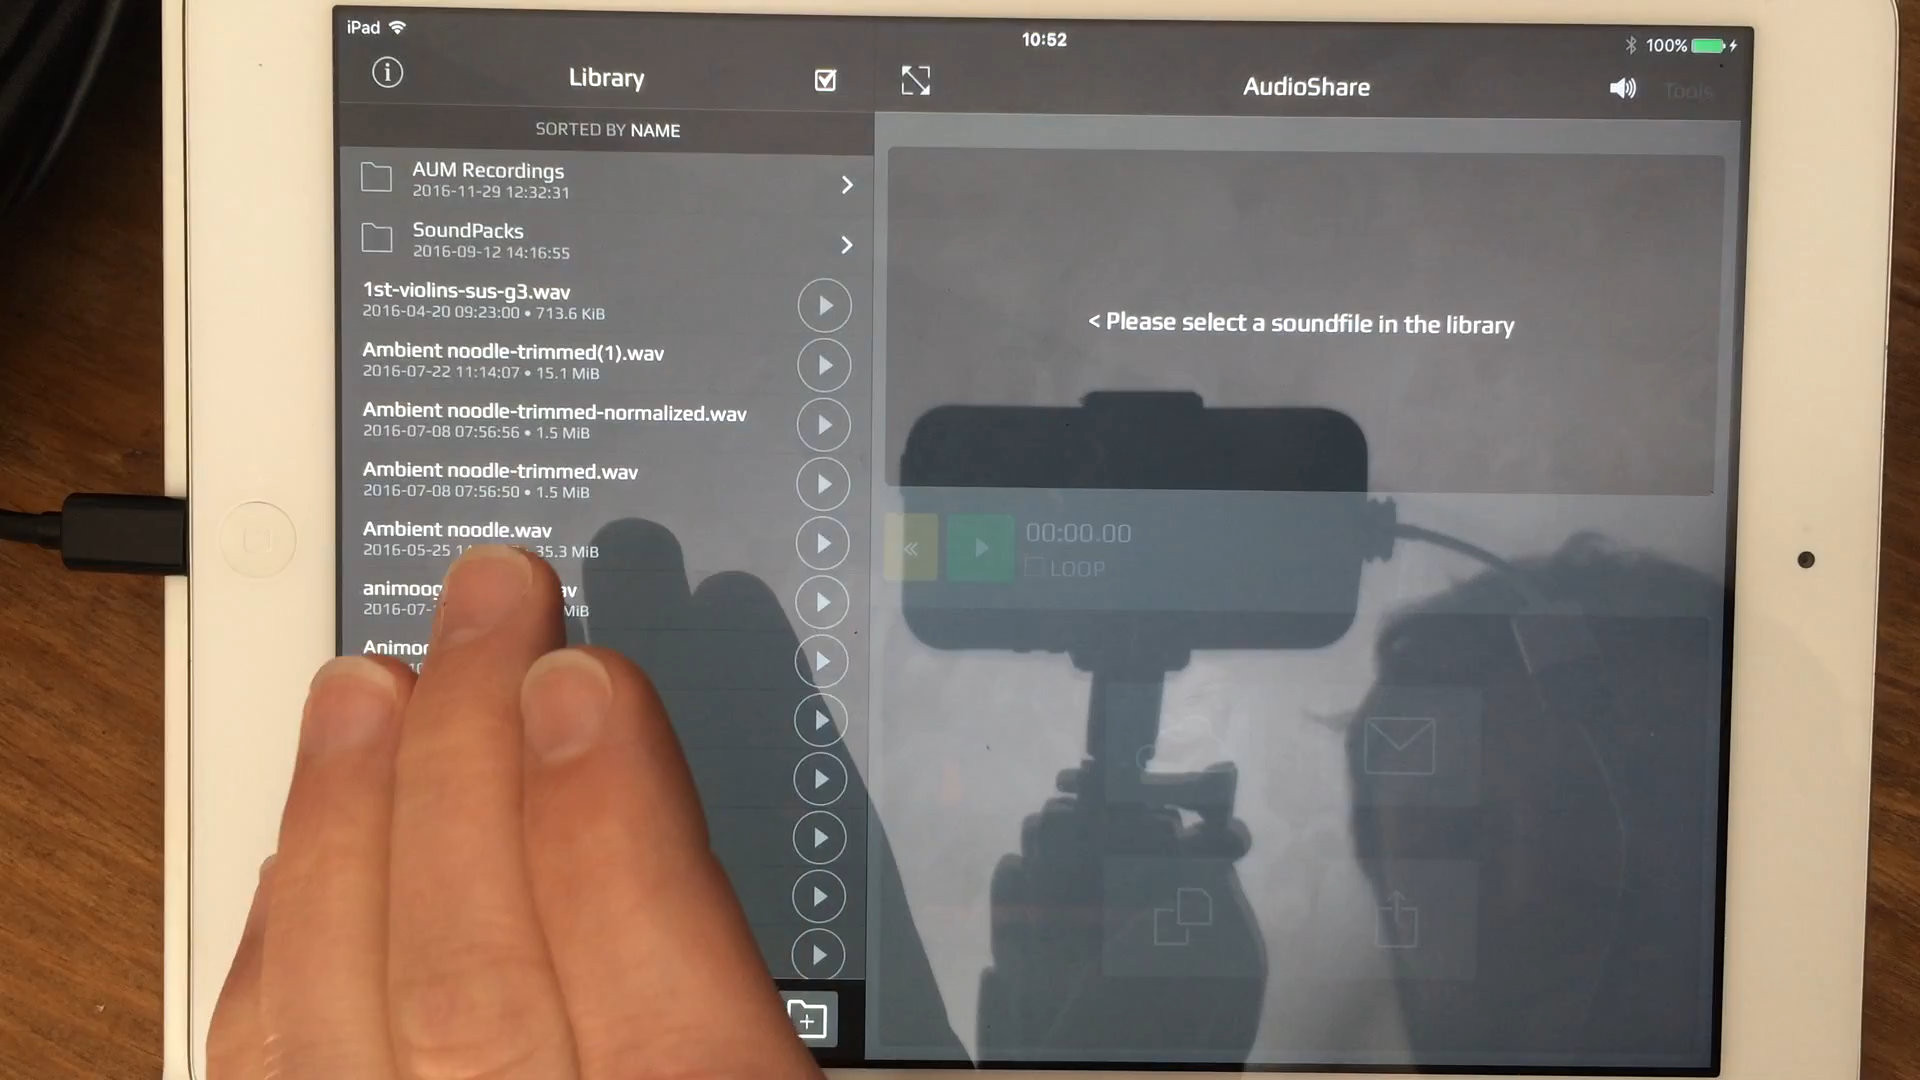 iPad
10:52
100%
Library
AudioShare
Tools
SORTED BY NAME
AUM Recordings
2016-11-29 12:32:31
SoundPacks
2016-09-12 14:16:55
1st-violins-sus-g3.wav
2016-04-20 09:23:00 • 713.6 KiB
Ambient noodle-trimmed(1).wav
2016-07-22 11:14:07 • 15.1 MiB
Ambient noodle-trimmed-normalized.wav
2016-07-08 07:56:56 • 1.5 MiB
Ambient noodle-trimmed.wav
2016-07-08 07:56:50 • 1.5 MiB
Ambient noodle.wav
2016-05-25 35.3 MiB
MiB
< Please select a soundfile in the library
00:00.00
LOOP